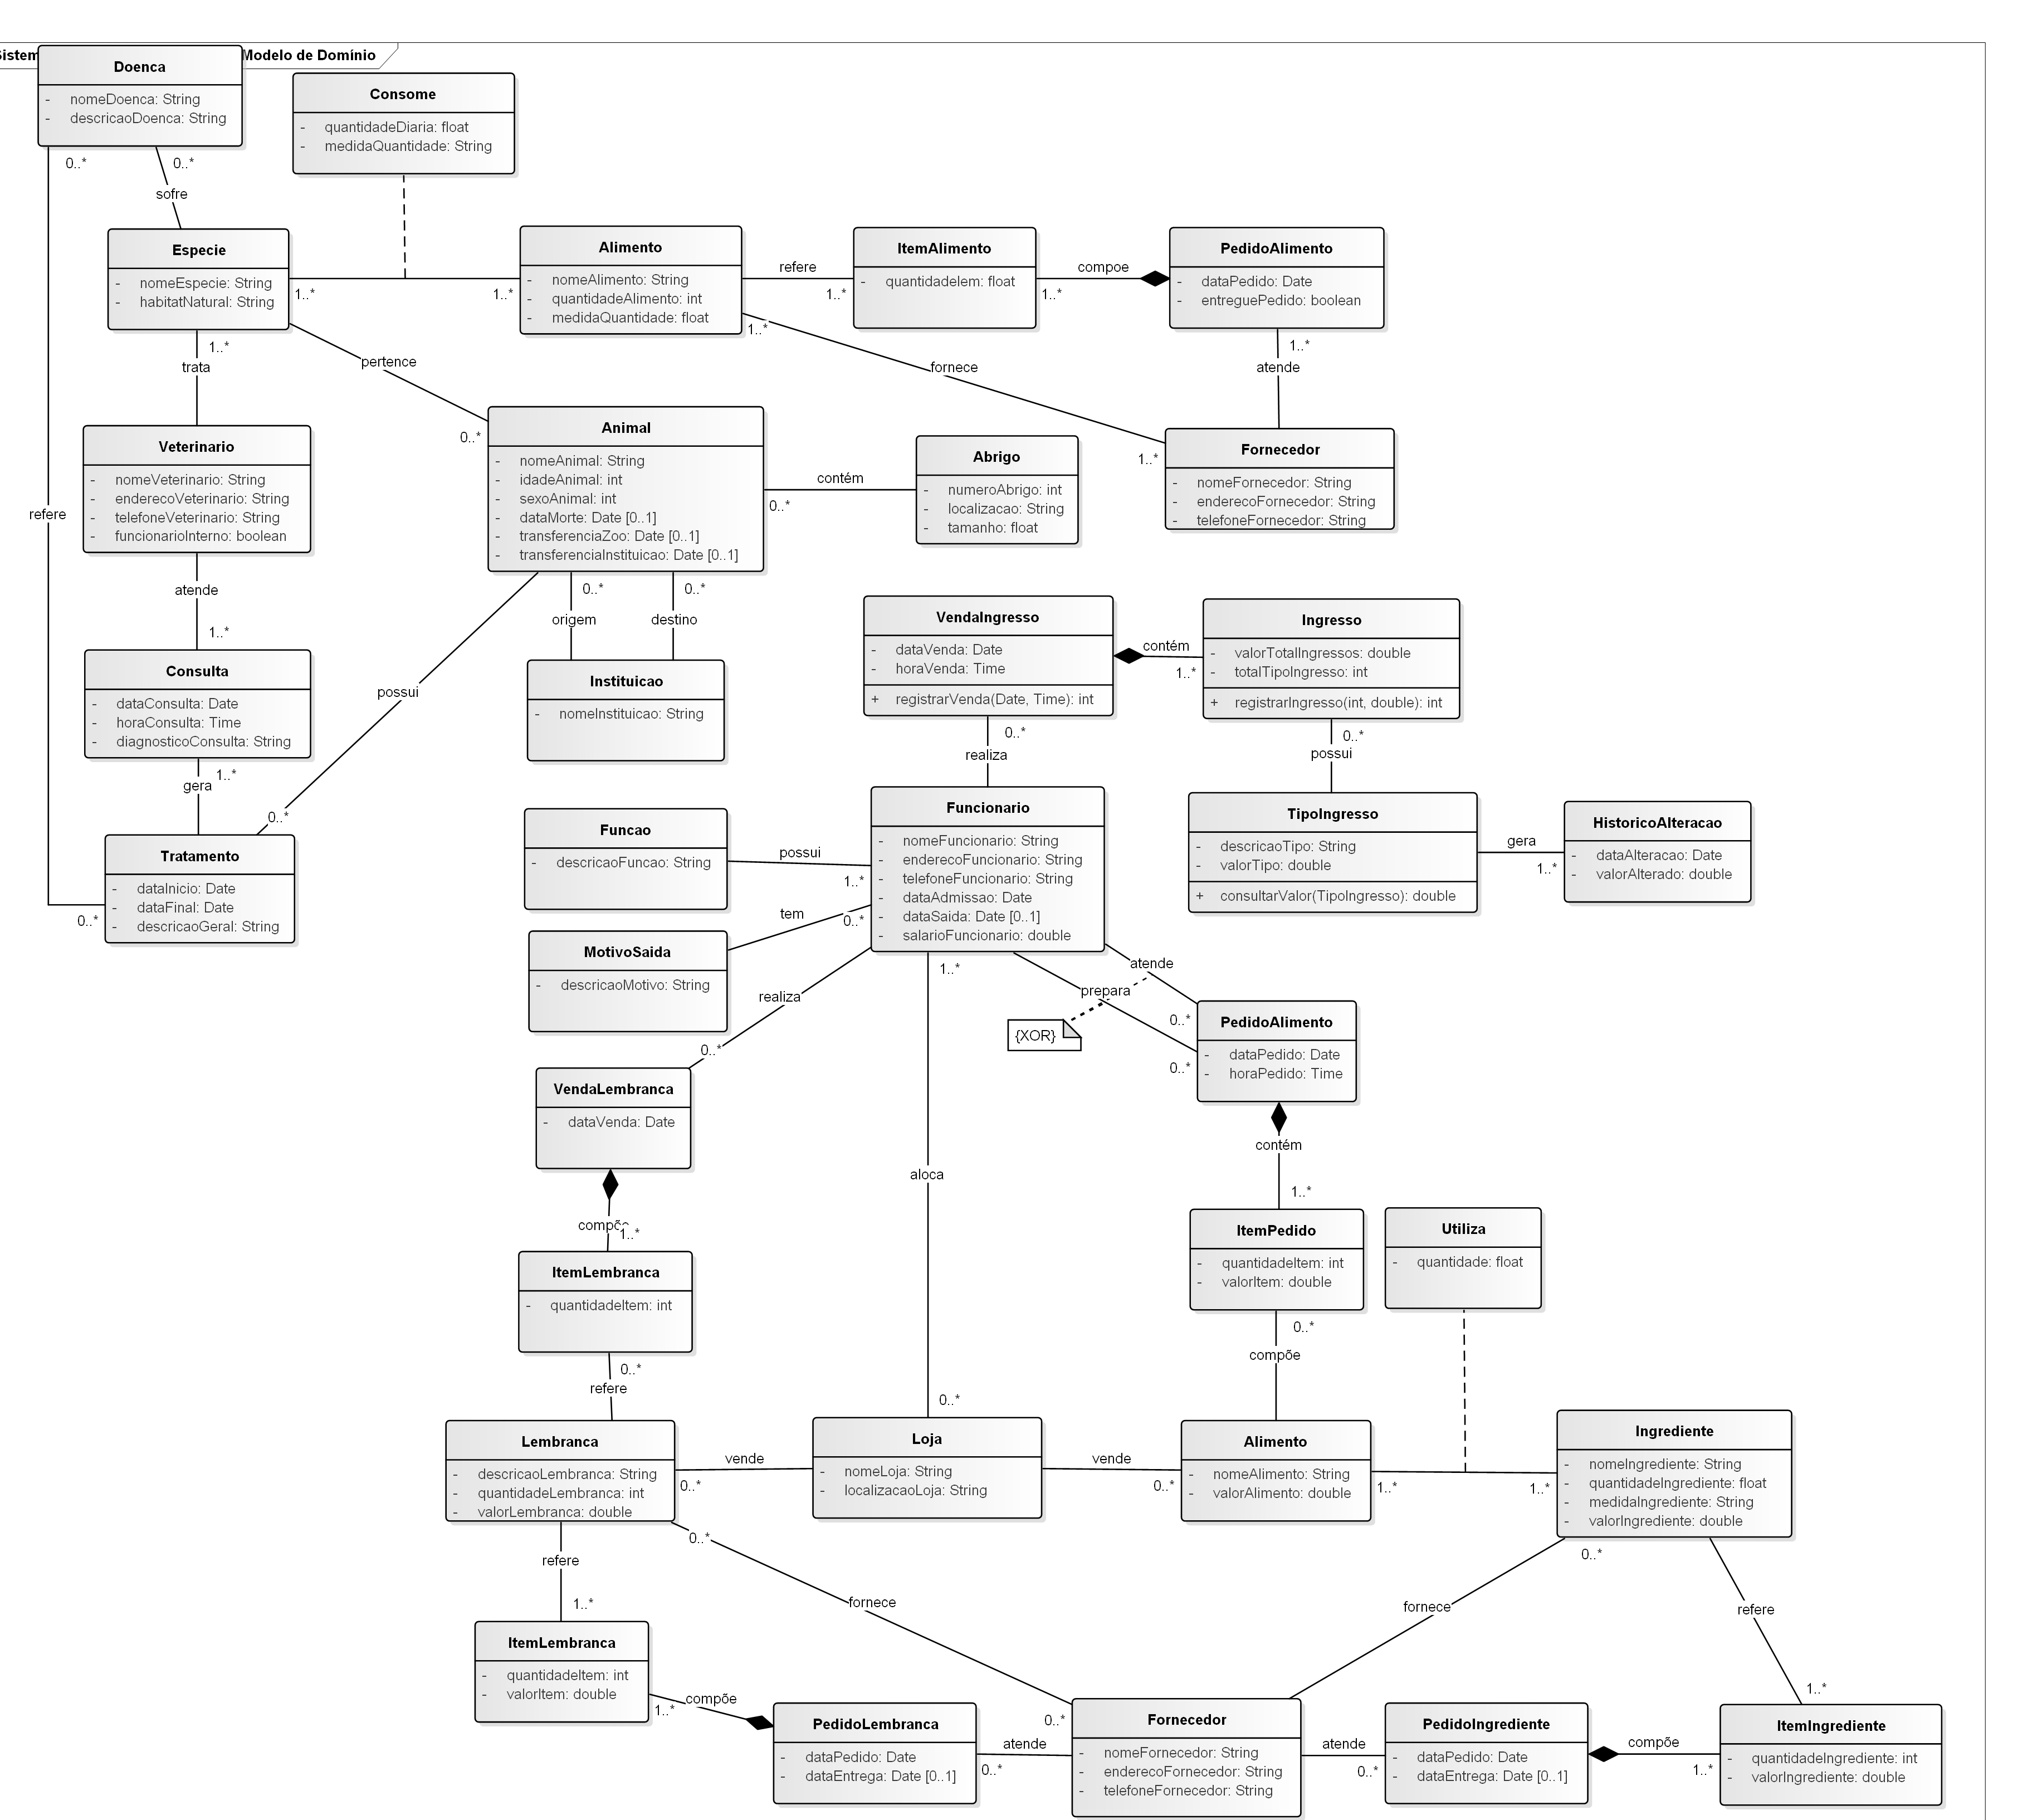 Sistem
Modelo de Domínio
Doenca
- nomeDoenca: String
- descricaoDoenca: String
0..*
0..*
sofre
refere
Consome
- quantidadeDiaria: float
- medidaQuantidade: String
Especie
- nomeEspecie: String
- habitatNatural: String
1..*
1..*
Alimento
- nomeAlimento: String
- quantidadeAlimento: int
- medidaQuantidade: float
refere
1..*
ItemAlimento
- quantidadeIem: float
compoe
1..*
PedidoAlimento
- dataPedido: Date
- entreguePedido: boolean
1..*
atende
1..*
fornece
1..*
Fornecedor
- nomeFornecedor: String
- enderecoFornecedor: String
- telefoneFornecedor: String
1..*
trata
pertence
0..*
Veterinario
- nomeVeterinario: String
- enderecoVeterinario: String
- telefoneVeterinario: String
- funcionarioInterno: boolean
atende
1..*
Animal
- nomeAnimal: String
- idadeAnimal: int
- sexoAnimal: int
- dataMorte: Date [0..1]
- transferenciaZoo: Date [0..1]
- transferenciaInstituicao: Date [0..1]
contém
0..*
Abrigo
- numeroAbrigo: int
- localizacao: String
- tamanho: float
0..*
origem
0..*
destino
Instituicao
- nomeInstituicao: String
Consulta
- dataConsulta: Date
- horaConsulta: Time
- diagnosticoConsulta: String
1..*
gera
possui
0..*
Tratamento
- dataInicio: Date
- dataFinal: Date
- descricaoGeral: String
0..*
VendaIngresso
- dataVenda: Date
- horaVenda: Time
+ registrarVenda(Date, Time): int
contém
1..*
Ingresso
- valorTotalIngressos: double
- totalTipoIngresso: int
+ registrarIngresso(int, double): int
0..*
realiza
0..*
possui
Funcao
- descricaoFuncao: String
possui
1..*
Funcionario
- nomeFuncionario: String
- enderecoFuncionario: String
- telefoneFuncionario: String
- dataAdmissao: Date
- dataSaida: Date [0..1]
- salarioFuncionario: double
TipoIngresso
- descricaoTipo: String
- valorTipo: double
+ consultarValor(TipoIngresso): double
gera
1..*
HistoricoAlteracao
- dataAlteracao: Date
- valorAlterado: double
MotivoSaida
- descricaoMotivo: String
tem
0..*
realiza
0..*
1..*
aloca
0..*
atende
0..*
prepara
0..*
{XOR}
PedidoAlimento
- dataPedido: Date
- horaPedido: Time
contém
1..*
VendaLembranca
- dataVenda: Date
compõe
1..*
ItemLembranca
- quantidadeItem: int
0..*
refere
ItemPedido
- quantidadeItem: int
- valorItem: double
0..*
compõe
Utiliza
- quantidade: float
Lembranca
- descricaoLembranca: String
- quantidadeLembranca: int
- valorLembranca: double
vende
0..*
Loja
- nomeLoja: String
- localizacaoLoja: String
vende
0..*
Alimento
- nomeAlimento: String
- valorAlimento: double
1..*
1..*
Ingrediente
- nomeIngrediente: String
- quantidadeIngrediente: float
- medidaIngrediente: String
- valorIngrediente: double
refere
1..*
0..*
fornece
0..*
0..*
fornece
refere
1..*
ItemLembranca
- quantidadeItem: int
- valorItem: double
compõe
1..*
PedidoLembranca
- dataPedido: Date
- dataEntrega: Date [0..1]
atende
0..*
Fornecedor
- nomeFornecedor: String
- enderecoFornecedor: String
- telefoneFornecedor: String
atende
0..*
PedidoIngrediente
- dataPedido: Date
- dataEntrega: Date [0..1]
compõe
1..*
ItemIngrediente
- quantidadeIngrediente: int
- valorIngrediente: double